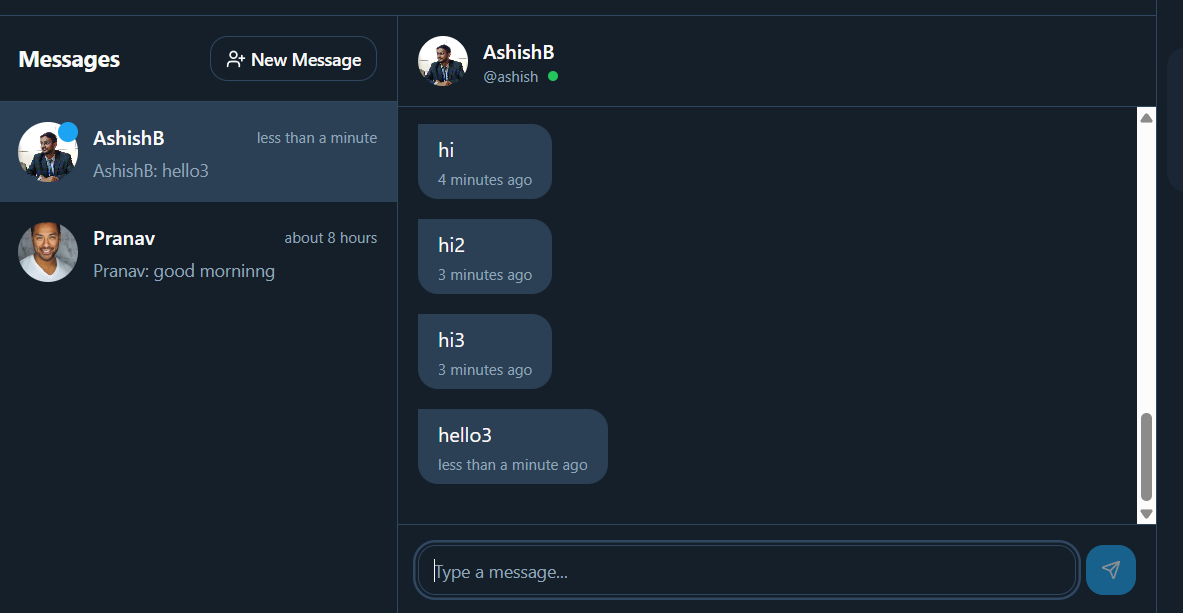 Messages
New Message
AshishB
less than a minute
AshishB: hello3
Pranav
about 8 hours
Pranav: good morninng
AshishB
@ashish
hi
4 minutes ago
hi2
3 minutes ago
hi3
3 minutes ago
hello3
less than a minute ago
Type a message...